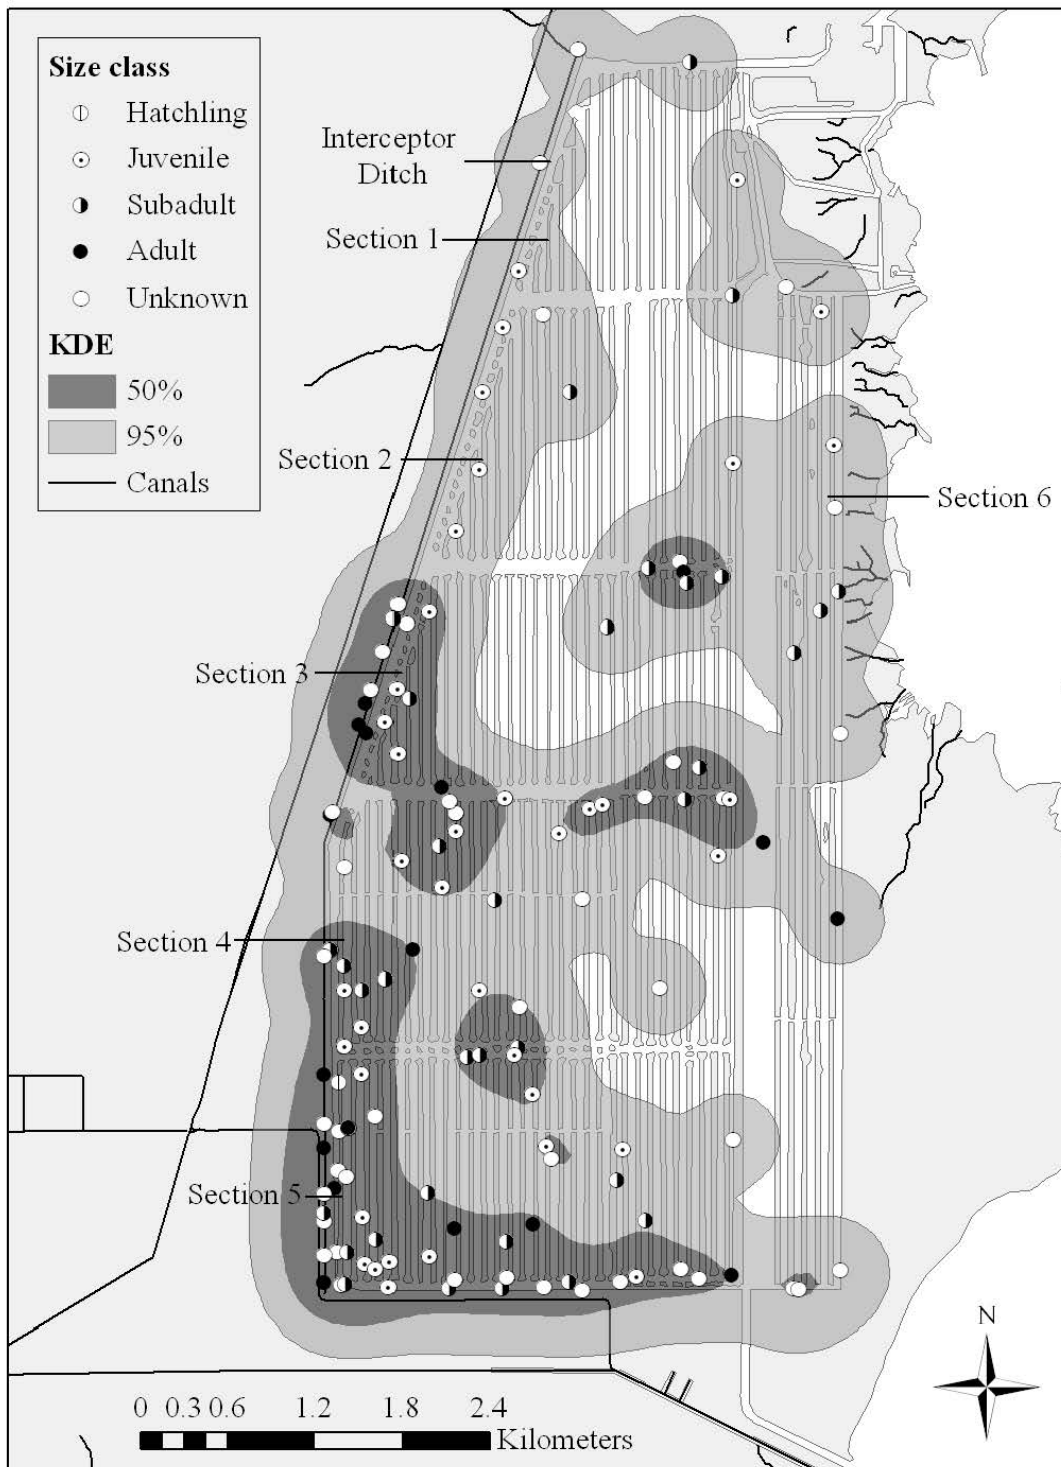 Size class
Hatchling
Juvenile
Subadult
Adult
Unknown
KDE
50%
95%
Canals
Interceptor
Ditch
Section 1
Section 2
Section 6
Section 3
Section 4
Section 5
N
0 0.3 0.6 1.2 1.8 2.4
Kilometers